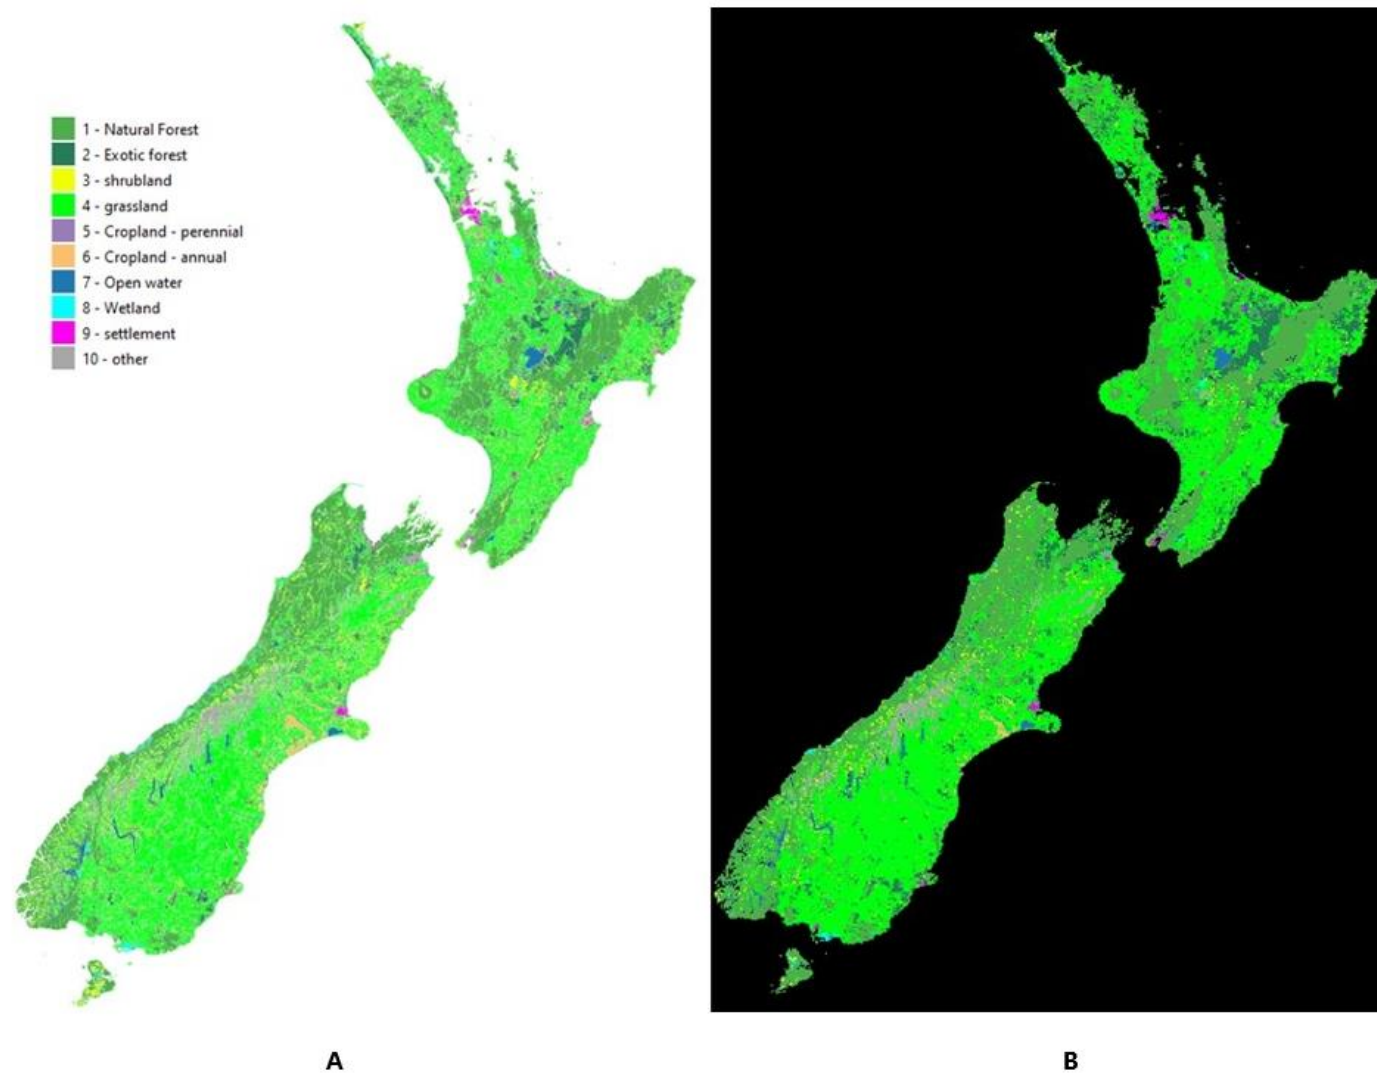 1 - Natural Forest
2 - Exotic forest
3 - shrubland
4 - grassland
5 - Cropland - perennial
6 - Cropland - annual
7 - Open water
8 - Wetland
9 - settlement
10 - other
A
B